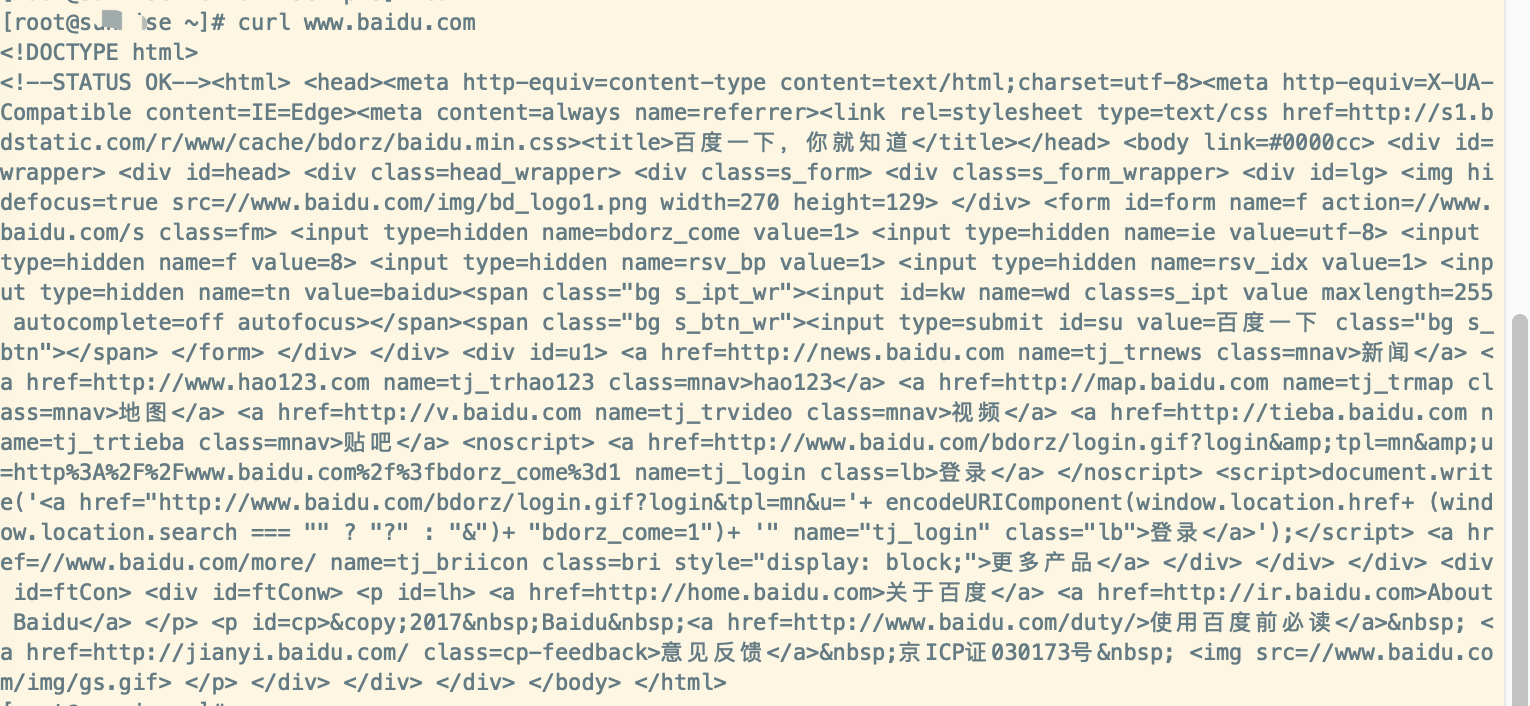 [root@su   ise ~]# curl www.baidu.com
<!DOCTYPE html>
<!--STATUS OK--><html> <head><meta http-equiv=content-type content=text/html;charset=utf-8><meta http-equiv=X-UA-
Compatible content=IE=Edge><meta content=always name=referrer><link rel=stylesheet type=text/css href=http://s1.b
dstatic.com/r/www/cache/bdorz/baidu.min.css><title>百度一下，你就知道</title></head> <body link=#0000cc> <div id=
wrapper> <div id=head> <div class=head_wrapper> <div class=s_form> <div class=s_form_wrapper> <div id=lg> <img hi
defocus=true src=//www.baidu.com/img/bd_logo1.png width=270 height=129> </div> <form id=form name=f action=//www.
baidu.com/s class=fm> <input type=hidden name=bdorz_come value=1> <input type=hidden name=ie value=utf-8> <input
type=hidden name=f value=8> <input type=hidden name=rsv_bp value=1> <input type=hidden name=rsv_idx value=1> <inp
ut type=hidden name=tn value=baidu><span class="bg s_ipt_wr"><input id=kw name=wd class=s_ipt value maxlength=255
 autocomplete=off autofocus></span><span class="bg s_btn_wr"><input type=submit id=su value=百度一下 class="bg s_
btn"></span> </form> </div> </div> <div id=u1> <a href=http://news.baidu.com name=tj_trnews class=mnav>新闻</a> <
a href=http://www.hao123.com name=tj_trhao123 class=mnav>hao123</a> <a href=http://map.baidu.com name=tj_trmap cl
ass=mnav>地图</a> <a href=http://v.baidu.com name=tj_trvideo class=mnav>视频</a> <a href=http://tieba.baidu.com n
ame=tj_trtieba class=mnav>贴吧</a> <noscript> <a href=http://www.baidu.com/bdorz/login.gif?login&amp;tpl=mn&amp;u
=http%3A%2F%2Fwww.baidu.com%2f%3fbdorz_come%3d1 name=tj_login class=lb>登录</a> </noscript> <script>document.writ
e('<a href="http://www.baidu.com/bdorz/login.gif?login&tpl=mn&u='+ encodeURIComponent(window.location.href+ (wind
ow.location.search === "" ? "?" : "&")+ "bdorz_come=1")+ '" name="tj_login" class="lb">登录</a>');</script> <a hr
ef=//www.baidu.com/more/ name=tj_briicon class=bri style="display: block;">更多产品</a> </div> </div> </div> <div
 id=ftCon> <div id=ftConw> <p id=lh> <a href=http://home.baidu.com>关于百度</a> <a href=http://ir.baidu.com>About
 Baidu</a> </p> <p id=cp>&copy;2017&nbsp;Baidu&nbsp;<a href=http://www.baidu.com/duty/>使用百度前必读</a>&nbsp; <
a href=http://jianyi.baidu.com/ class=cp-feedback>意见反馈</a>&nbsp;京ICP证030173号&nbsp; <img src=//www.baidu.co
m/img/gs.gif> </p> </div> </div> </div> </body> </html>